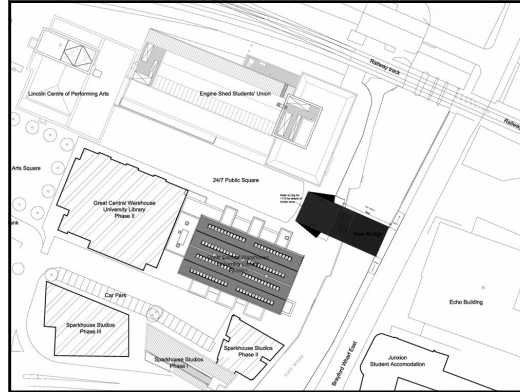 Railway track
Railway
Lincoln Centre of Performing Arts
Engine Shed Students' Union
Arts Square
24/7 Public Square
Great Central Warehouse
University Library
Phase II
New Bridge
Car Park
Echo Building
Sparkhouse Studios
Phase III
Sparkhouse Studios
Phase II
Sparkhouse Studios
Phase I
Brayford Wharf East
Junxion
Student Accomodation